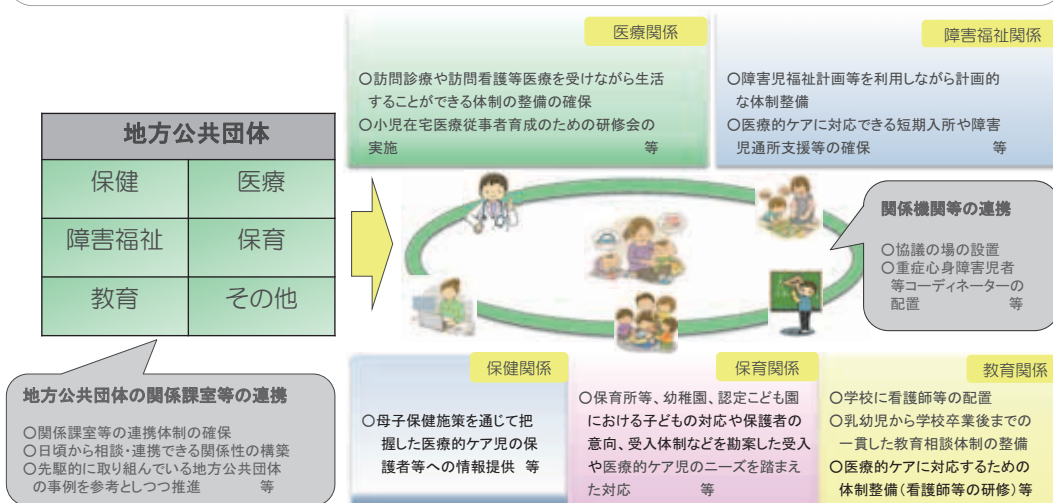 医療関係
○訪問診療や訪問看護等医療を受けながら生活
することができる体制の整備の確保
○小児在宅医療従事者育成のための研修会の
実施 等
障害福祉関係
○障害児福祉計画等を利用しながら計画的
な体制整備
○医療的ケアに対応できる短期入所や障害
児通所支援等の確保 等
地方公共団体
保健 医療
障害福祉 保育
教育 その他
関係機関等の連携
○協議の場の設置
○重症心身障害児者
等コーディネーターの
配置 等
地方公共団体の関係課室等の連携
○関係課室等の連携体制の確保
○日頃から相談・連携できる関係性の構築
○先駆的に取り組んでいる地方公共団体
の事例を参考としつつ推進 等
保健関係
○母子保健施策を通じて把
握した医療的ケア児の保
護者等への情報提供 等
保育関係
○保育所等、幼稚園、認定こども園
における子どもの対応や保護者の
意向、受入体制などを勘案した受入
や医療的ケア児のニーズを踏まえ
た対応 等
教育関係
○学校に看護師等の配置
○乳幼児から学校卒業後までの
一貫した教育相談体制の整備
○医療的ケアに対応するための
体制整備(看護師等の研修)等